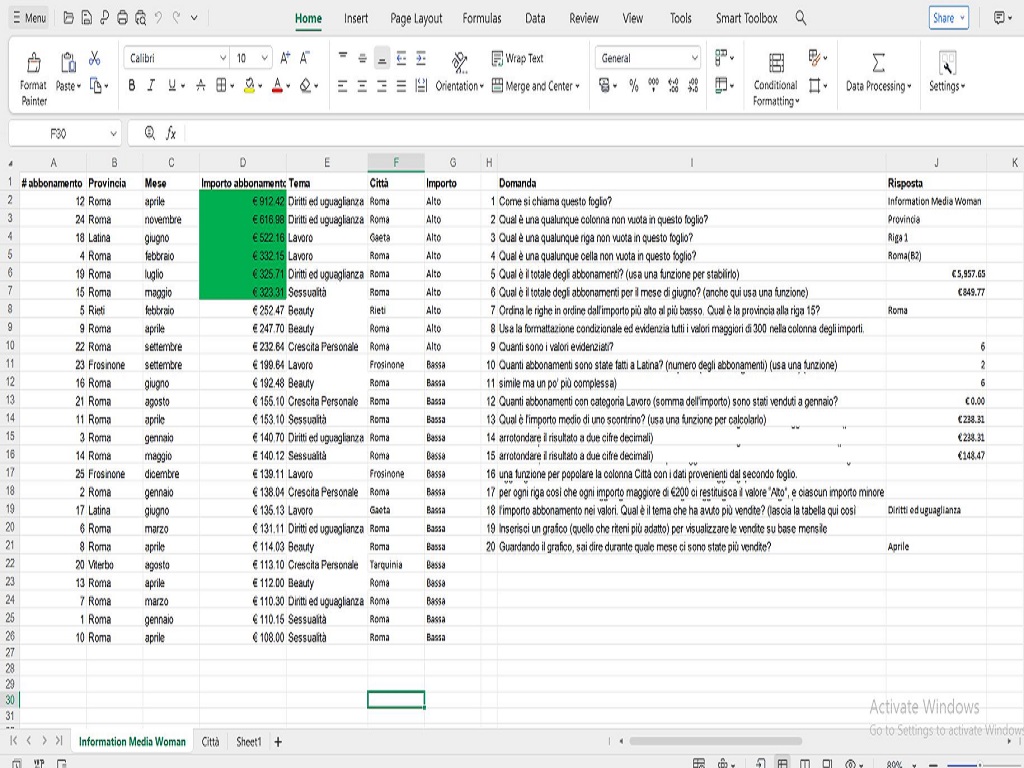 Menu Home Insert Page Layout Formulas Data Review View Tools Smart Toolbox Share
Calibri 10 Wrap Text General
Format Painter Paste B I U A Orientation Merge and Center % Conditional Formatting Data Processing Settings
F30 fx
A B C D E F G H I J K
1 # abbonamento Provincia Mese Importo abbonamento Tema Città Importo Domanda Risposta
2 12 Roma aprile € 912.42 Diritti ed uguaglianza Roma Alto 1 Come si chiama questo foglio? Information Media Woman
3 24 Roma novembre € 616.98 Diritti ed uguaglianza Roma Alto 2 Qual è una qualunque colonna non vuota in questo foglio? Provincia
4 18 Latina giugno € 522.16 Lavoro Gaeta Alto 3 Qual è una qualunque riga non vuota in questo foglio? Riga 1
5 4 Roma febbraio € 332.15 Lavoro Roma Alto 4 Qual è una qualunque cella non vuota in questo foglio? Roma(B2)
6 19 Roma luglio € 325.71 Diritti ed uguaglianza Roma Alto 5 Qual è il totale degli abbonamenti? (usa una funzione per stabilirlo) €5,957.65
7 15 Roma maggio € 323.31 Sessualità Roma Alto 6 Qual è il totale degli abbonamenti per il mese di giugno? (anche qui usa una funzione) €849.77
8 5 Rieti febbraio € 252.47 Beauty Rieti Alto 7 Ordina le righe in ordine dall'importo più alto al più basso. Qual è la provincia alla riga 15? Roma
9 9 Roma aprile € 247.70 Beauty Roma Alto 8 Usa la formattazione condizionale ed evidenzia tutti i valori maggiori di 300 nella colonna degli importi.
10 22 Roma settembre € 232.64 Crescita Personale Roma Alto 9 Quanti sono i valori evidenziati? 6
11 23 Frosinone settembre € 199.64 Lavoro Frosinone Bassa 10 Quanti abbonamenti sono state fatti a Latina? (numero degli abbonamenti) (usa una funzione) 2
12 16 Roma giugno € 192.48 Beauty Roma Bassa 11 simile ma un po' più complessa) 6
13 21 Roma agosto € 155.10 Crescita Personale Roma Bassa 12 Quanti abbonamenti con categoria Lavoro (somma dell'importo) sono stati venduti a gennaio? €0.00
14 11 Roma aprile € 153.10 Sessualità Roma Bassa 13 Qual è l'importo medio di uno scontrino? (usa una funzione per calcolarlo) €238.31
15 3 Roma gennaio € 140.70 Diritti ed uguaglianza Roma Bassa 14 arrotondare il risultato a due cifre decimali) €238.31
16 14 Roma maggio € 140.12 Sessualità Roma Bassa 15 arrotondare il risultato a due cifre decimali) €148.47
17 25 Frosinone dicembre € 139.11 Lavoro Frosinone Bassa 16 una funzione per popolare la colonna Città con i dati provenienti dal secondo foglio.
18 2 Roma gennaio € 138.04 Crescita Personale Roma Bassa 17 per ogni riga così che ogni importo maggiore di €200 ci restituisca il valore "Alto", e ciascun importo minore
19 17 Latina giugno € 135.13 Lavoro Gaeta Bassa 18 l'importo abbonamento nei valori. Qual è il tema che ha avuto più vendite? (lascia la tabella qui così Diritti ed uguaglianza
20 6 Roma marzo € 131.11 Diritti ed uguaglianza Roma Bassa 19 Inserisci un grafico (quello che riteni più adatto) per visualizzare le vendite su base mensile
21 8 Roma aprile € 114.03 Beauty Roma Bassa 20 Guardando il grafico, sai dire durante quale mese ci sono state più vendite? Aprile
22 20 Viterbo agosto € 113.10 Crescita Personale Tarquinia Bassa
23 13 Roma aprile € 112.00 Beauty Roma Bassa
24 7 Roma marzo € 110.30 Diritti ed uguaglianza Roma Bassa
25 1 Roma gennaio € 110.15 Sessualità Roma Bassa
26 10 Roma aprile € 108.00 Sessualità Roma Bassa
27
28
29
30
31
Activate Windows
Go to Settings to activate Windows
Information Media Woman Città Sheet1
80%